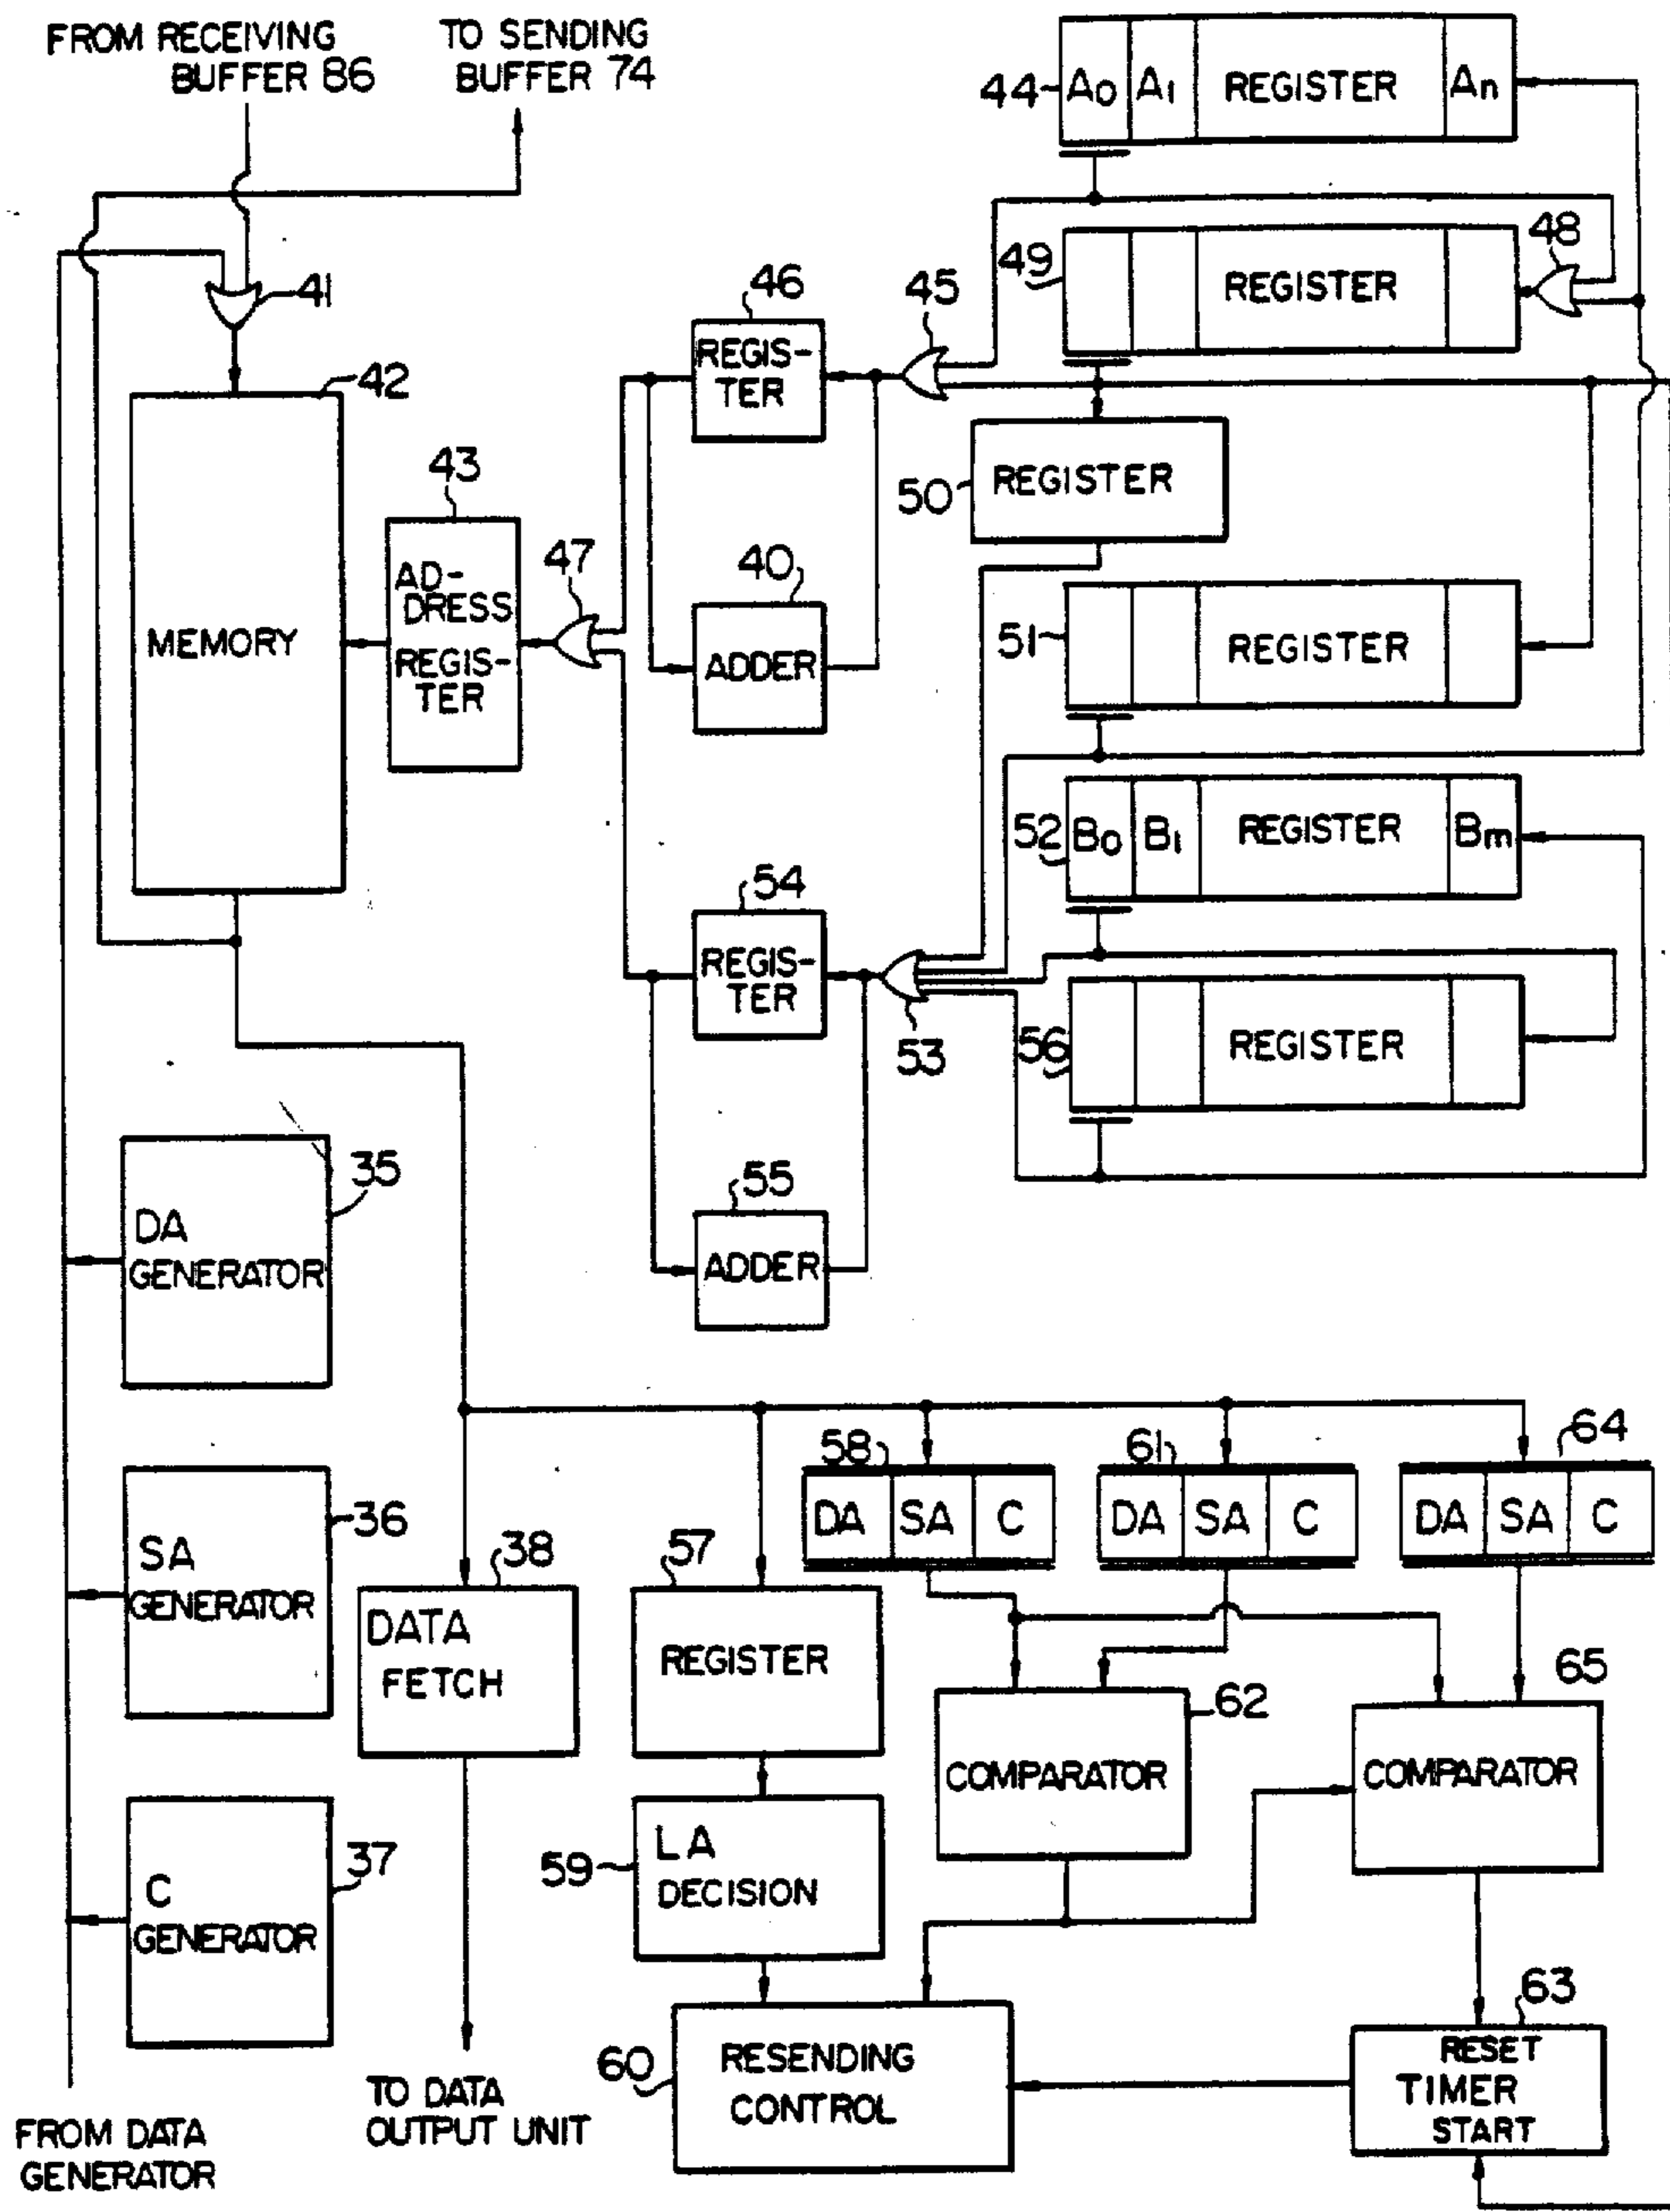 FROM RECEIVING
BUFFER 86
TO SENDING
BUFFER 74
44
A0
A1
REGISTER
An
41
49
REGISTER
48
42
MEMORY
46
REGIS-
TER
45
50
REGISTER
43
AD-
DRESS
REGIS-
TER
47
40
ADDER
51
REGISTER
52
B0
B1
REGISTER
Bm
54
REGIS-
TER
53
56
REGISTER
55
ADDER
35
DA
GENERATOR
36
SA
GENERATOR
37
C
GENERATOR
38
DATA
FETCH
57
REGISTER
58
DA
SA
C
61
DA
SA
C
64
DA
SA
C
62
COMPARATOR
65
COMPARATOR
59
LA
DECISION
60
RESENDING
CONTROL
63
RESET
TIMER
START
TO DATA
OUTPUT UNIT
FROM DATA
GENERATOR